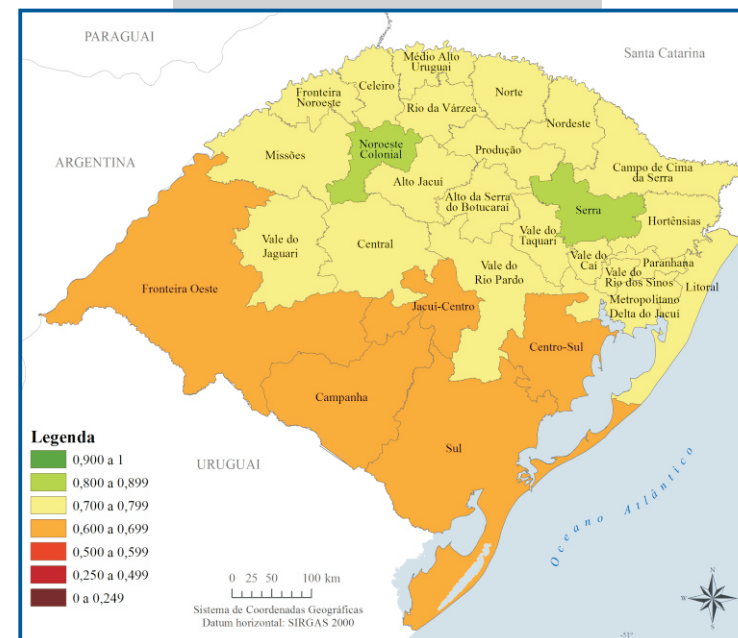 PARAGUAI
Santa Catarina
Médio Alto
Uruguai
Celeiro
Norte
Fronteira
Noroeste
Rio da Várzea
Nordeste
Noroeste
Colonial
Produção
ARGENTINA
Missões
Campo de Cima
da Serra
Alto Jacuí
Alto da Serra
do Botucaraí
Serra
Hortênsias
Vale do
Jaguari
Central
Vale do
Taquari
Vale do
Caí
Paranhana
Vale do
Rio dos Sinos
Vale do
Rio Pardo
Litoral
Fronteira Oeste
Metropolitano
Delta do Jacuí
Jacuí-Centro
Centro-Sul
Campanha
Sul
URUGUAI
Oceano Atlântico
Legenda
0,900 a 1
0,800 a 0,899
0,700 a 0,799
0,600 a 0,699
0,500 a 0,599
0,250 a 0,499
0 a 0,249
0 25 50 100 km
Sistema de Coordenadas Geográficas
Datum horizontal: SIRGAS 2000
N
W
E
S
-51°